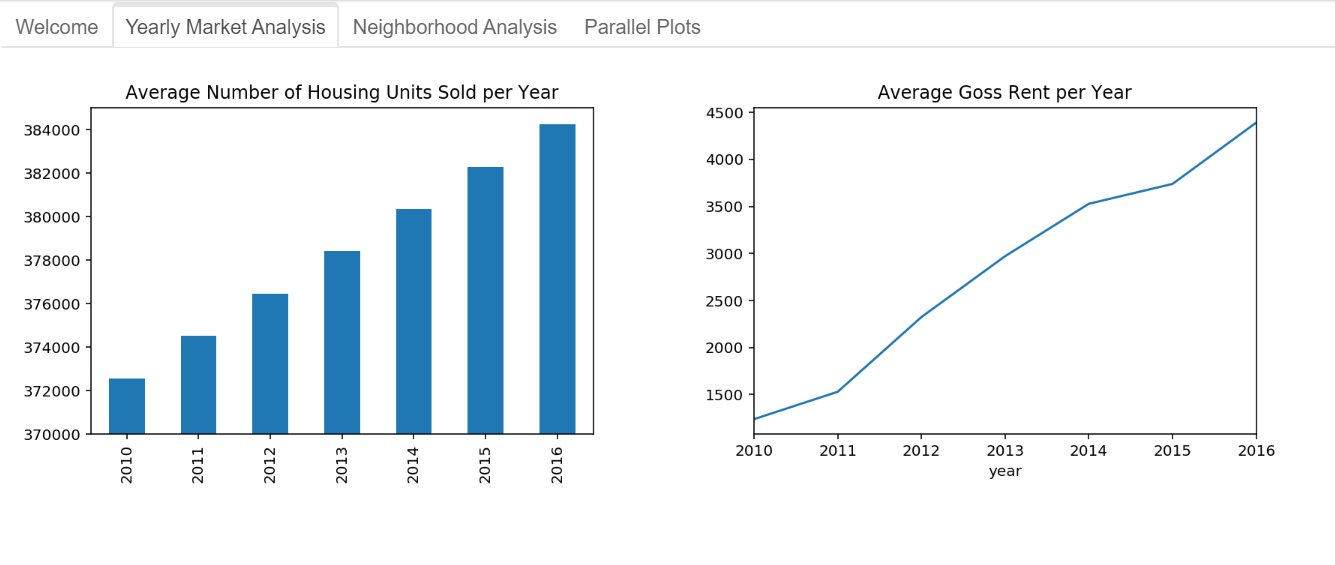 Welcome Yearly Market Analysis Neighborhood Analysis Parallel Plots
Average Number of Housing Units Sold per Year
384000
382000
380000
378000
376000
374000
372000
370000
2010 2011 2012 2013 2014 2015 2016
Average Goss Rent per Year
4500
4000
3500
3000
2500
2000
1500
2010 2011 2012 2013 2014 2015 2016
year